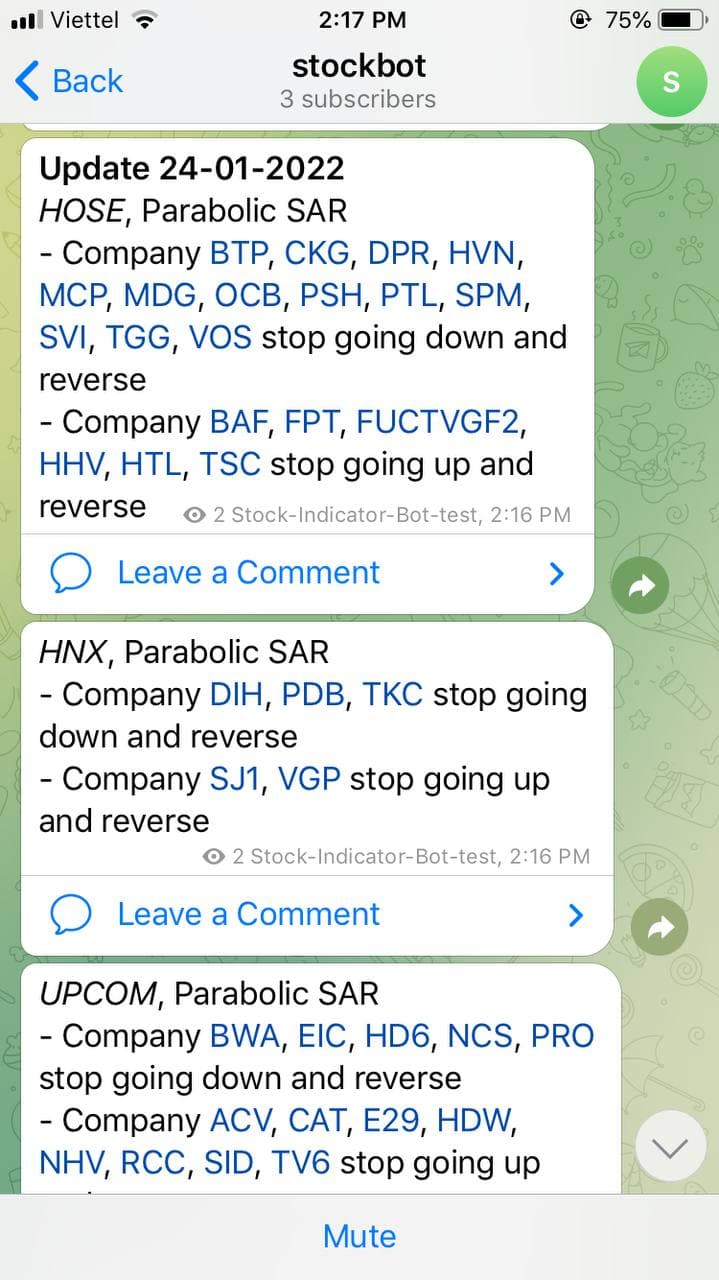 Viettel 2:17 PM 75%
Back stockbot S
3 subscribers
Update 24-01-2022
HOSE, Parabolic SAR
- Company BTP, CKG, DPR, HVN,
MCP, MDG, OCB, PSH, PTL, SPM,
SVI, TGG, VOS stop going down and
reverse
- Company BAF, FPT, FUCTVGF2,
HHV, HTL, TSC stop going up and
reverse 2 Stock-Indicator-Bot-test, 2:16 PM
Leave a Comment
HNX, Parabolic SAR
- Company DIH, PDB, TKC stop going
down and reverse
- Company SJ1, VGP stop going up
and reverse
2 Stock-Indicator-Bot-test, 2:16 PM
Leave a Comment
UPCOM, Parabolic SAR
- Company BWA, EIC, HD6, NCS, PRO
stop going down and reverse
- Company ACV, CAT, E29, HDW,
NHV, RCC, SID, TV6 stop going up
Mute